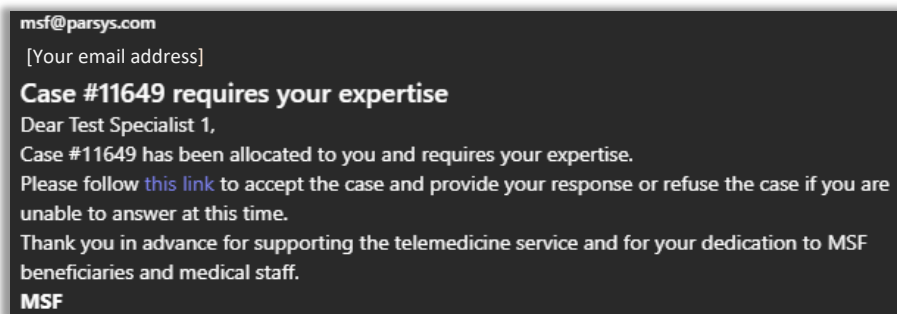 msf@parsys.com
[Your email address]
Case #11649 requires your expertise
Dear Test Specialist 1,
Case #11649 has been allocated to you and requires your expertise.
Please follow this link to accept the case and provide your response or refuse the case if you are
unable to answer at this time.
Thank you in advance for supporting the telemedicine service and for your dedication to MSF
beneficiaries and medical staff.
MSF